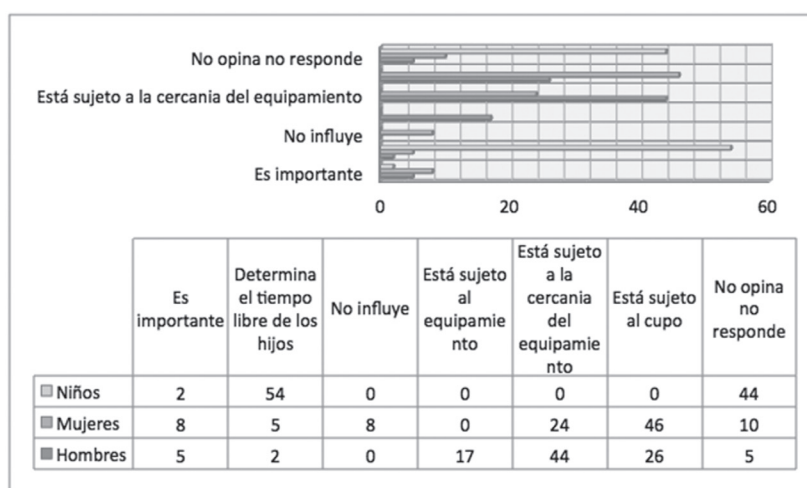 No opina no responde
Está sujeto a la cercania del equipamiento
No influye
Es importante
0 20 40 60
Es importante
Determina el tiempo libre de los hijos
No influye
Está sujeto al equipamie nto
Está sujeto a la cercania del equipamie nto
Está sujeto al cupo
No opina no responde
Niños 2 54 0 0 0 0 44
Mujeres 8 5 8 0 24 46 10
Hombres 5 2 0 17 44 26 5